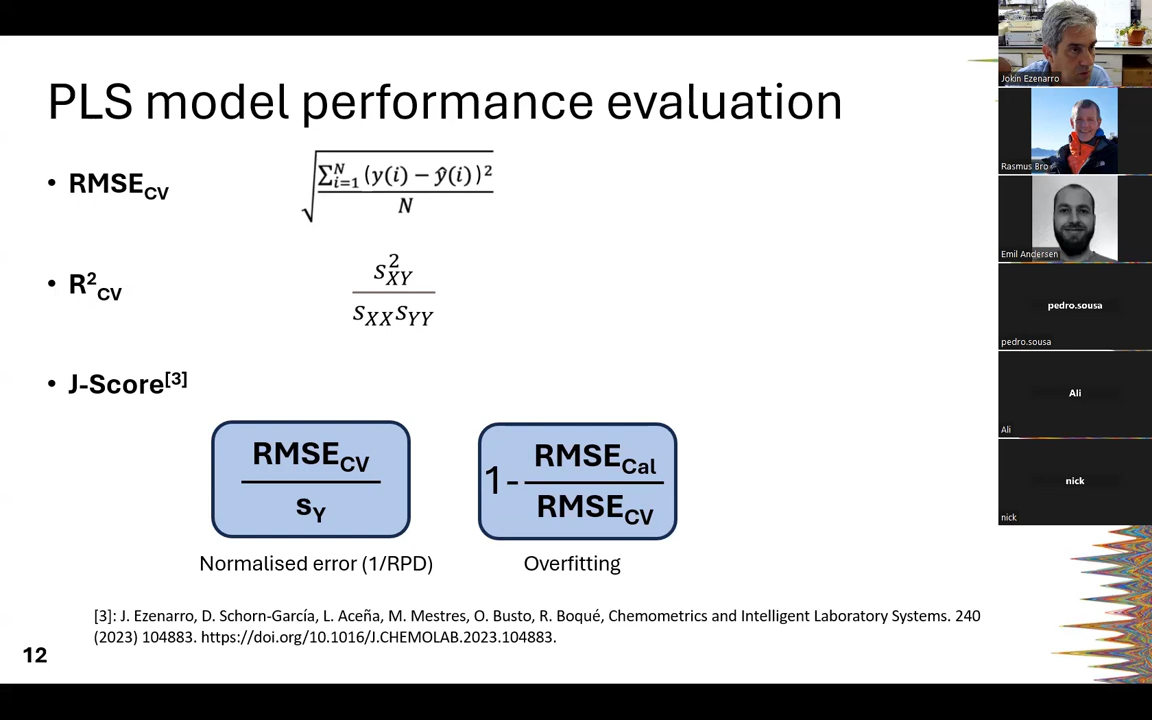 PLS model performance evaluation
• RMSE_CV
√(∑_{i=1}^{N} (y(i) − ŷ(i))² / N)
• R²_CV
s²_XY / s_XX s_YY
• J-Score[3]
RMSE_CV / s_Y
1- RMSE_Cal / RMSE_CV
Normalised error (1/RPD)
Overfitting
[3]: J. Ezenarro, D. Schorn-García, L. Aceña, M. Mestres, O. Busto, R. Boqué, Chemometrics and Intelligent Laboratory Systems. 240
(2023) 104883. https://doi.org/10.1016/J.CHEMOLAB.2023.104883.
12
Jokin Ezenarro
Rasmus Bro
Emil Andersen
pedro.sousa
pedro.sousa
Ali
Ali
nick
nick